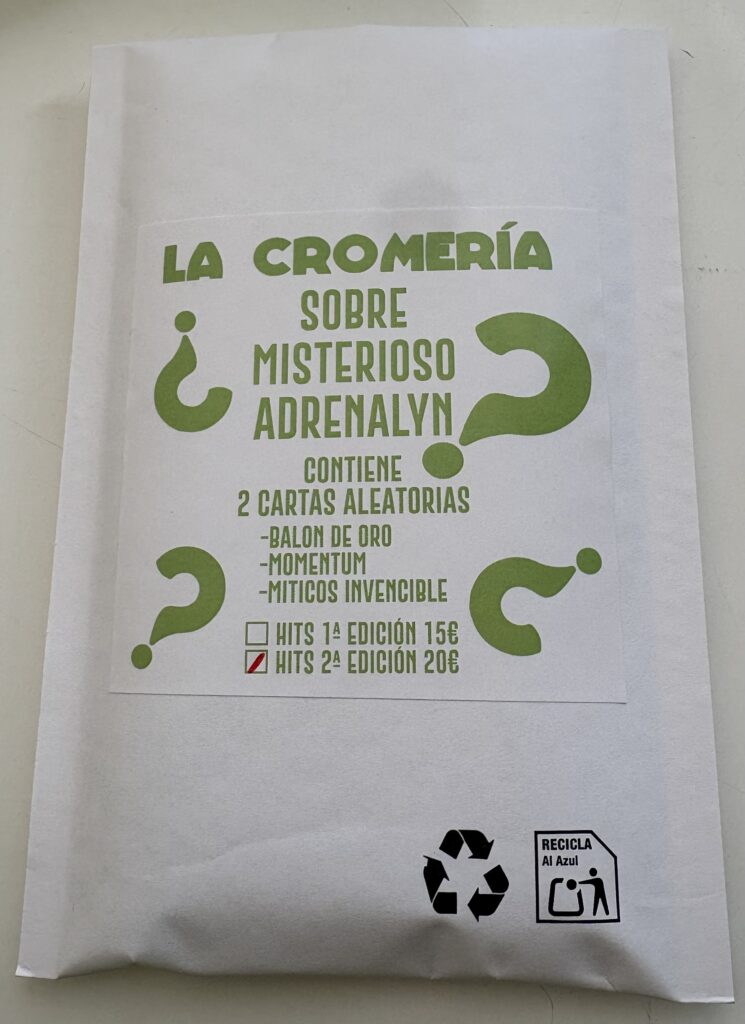 LA CROMERÍA
SOBRE
MISTERIOSO
ADRENALYN
CONTIENE
2 CARTAS ALEATORIAS
-BALON DE ORO
-MOMENTUM
-MITICOS INVENCIBLE
HITS 1ª EDICIÓN 15€
HITS 2ª EDICIÓN 20€
RECICLA
Al Azul